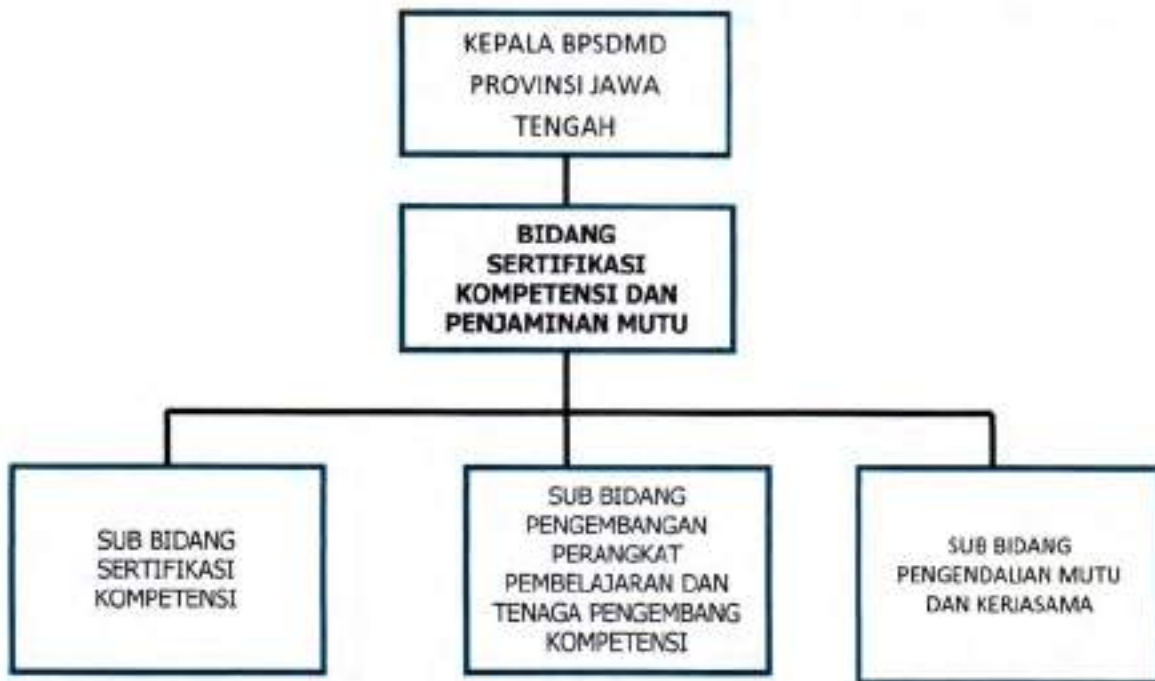 KEPALA BPSDMD
PROVINSI JAWA
TENGAH
BIDANG
SERTIFIKASI
KOMPETENSI DAN
PENJAMINAN MUTU
SUB BIDANG
SERTIFIKASI
KOMPETENSI
SUB BIDANG
PENGEMBANGAN
PERANGKAT
PEMBELAJARAN DAN
TENAGA PENGEMBANG
KOMPETENSI
SUB BIDANG
PENGENDALIAN MUTU
DAN KERJASAMA